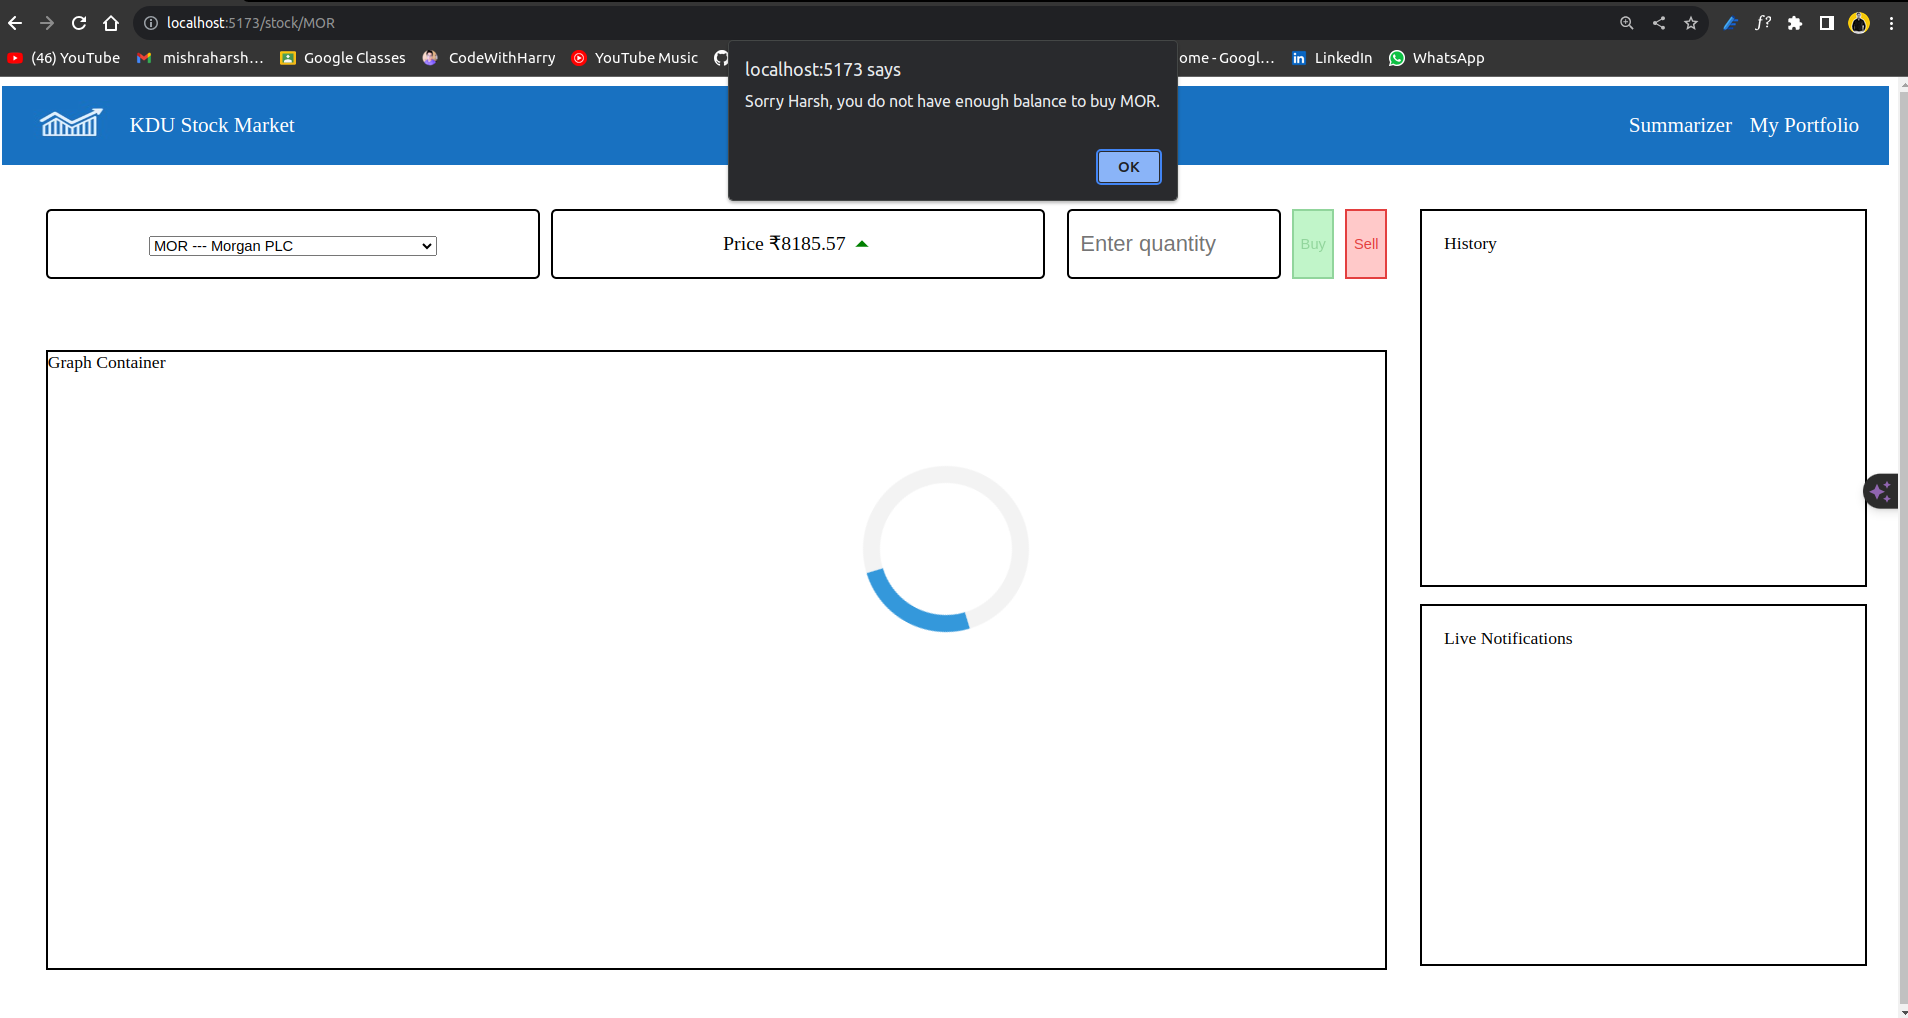 localhost:5173/stock/MOR
(46) YouTube mishraharsh… Google Classes CodeWithHarry YouTube Music ome - Googl… LinkedIn WhatsApp
localhost:5173 says
Sorry Harsh, you do not have enough balance to buy MOR.
OK
KDU Stock Market
Summarizer My Portfolio
MOR --- Morgan PLC
Price ₹8185.57
Enter quantity
Buy
Sell
History
Graph Container
Live Notifications